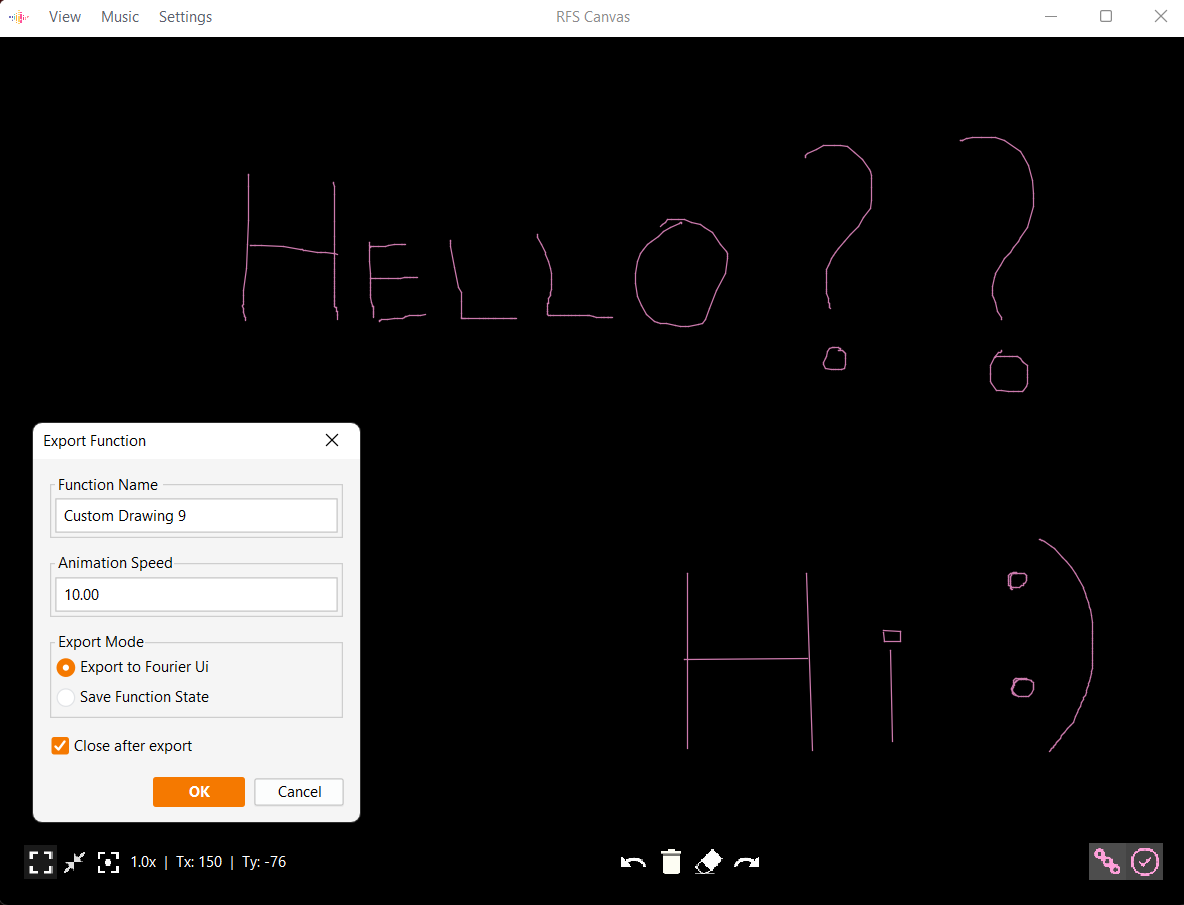 View Music Settings RFS Canvas
HELLO??
Export Function
Function Name
Custom Drawing 9
Animation Speed
10.00
Export Mode
Export to Fourier Ui
Save Function State
Close after export
OK Cancel
Hi :)
1.0x | Tx: 150 | Ty: -76